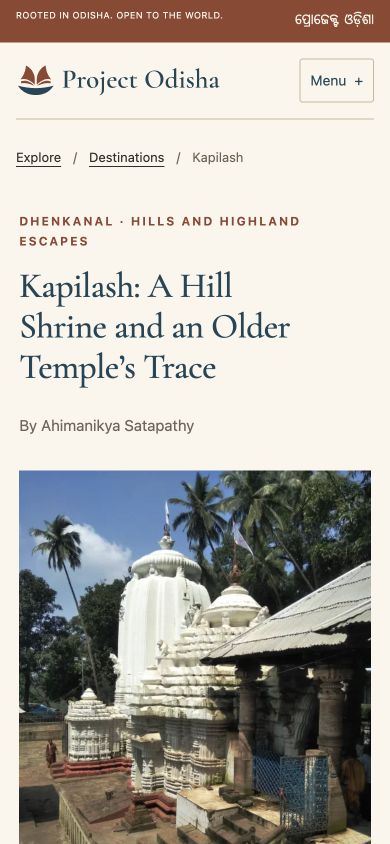 ROOTED IN ODISHA. OPEN TO THE WORLD.
ପ୍ରୋଜେକ୍ଟ ଓଡ଼ିଶା
Project Odisha
Menu +
Explore / Destinations / Kapilash
DHENKANAL · HILLS AND HIGHLAND
ESCAPES
Kapilash: A Hill
Shrine and an Older
Temple’s Trace
By Ahimanikya Satapathy